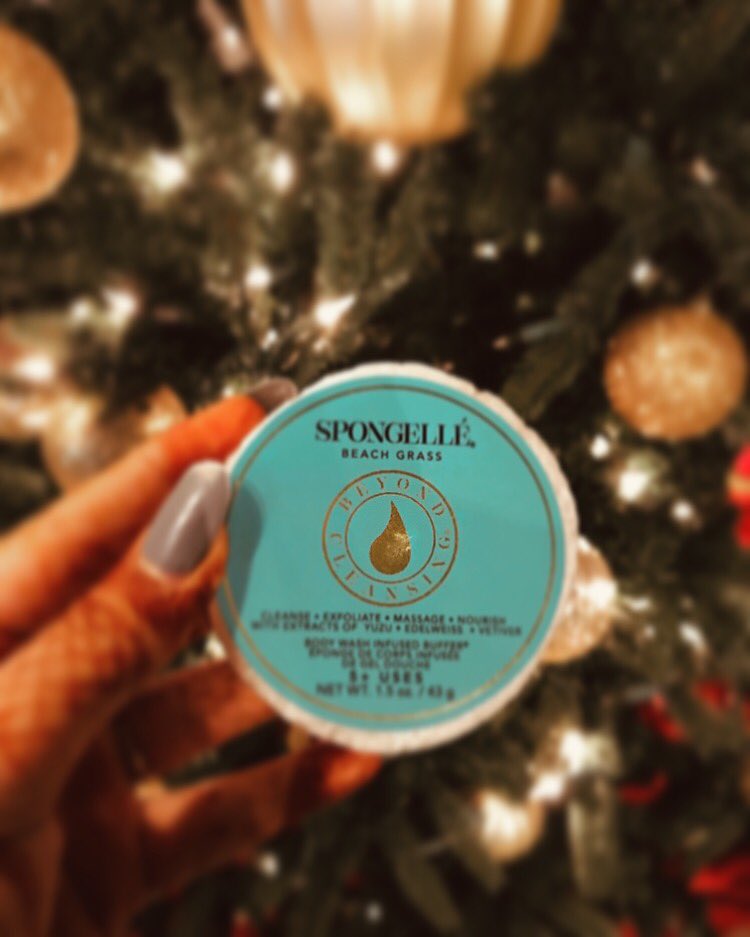 SPONGELLÉ
BEACH GRASS
BEYOND CLEANSING
CLEANSE • EXFOLIATE • MASSAGE • NOURISH
WITH EXTRACTS OF YUZU • EDELWEISS • VETIVER
BODY WASH INFUSED BUFFER®
ÉPONGE DE CORPS INFUSÉE
DE GEL DOUCHE
5+ USES
NET WT. 1.5 oz. / 43 g